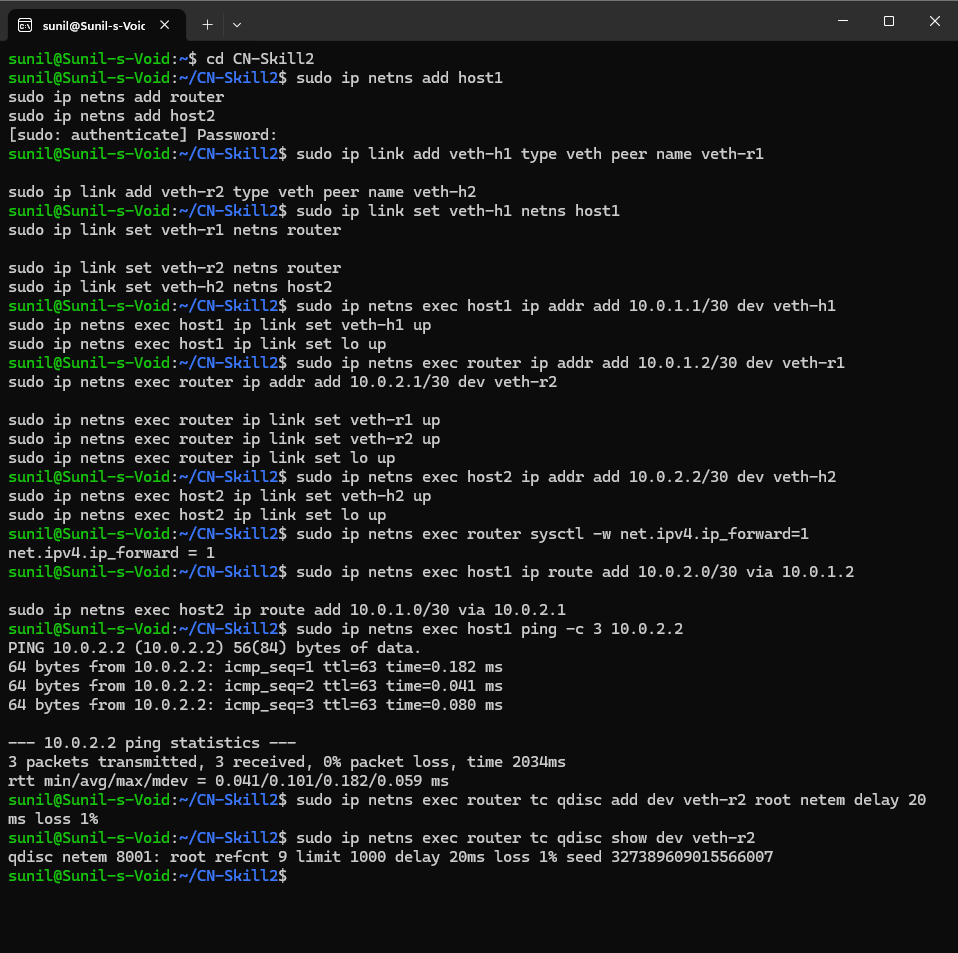 sunil@Sunil-s-Voic
sunil@Sunil-s-Void:~$ cd CN-Skill2
sunil@Sunil-s-Void:~/CN-Skill2$ sudo ip netns add host1
sudo ip netns add router
sudo ip netns add host2
[sudo: authenticate] Password:
sunil@Sunil-s-Void:~/CN-Skill2$ sudo ip link add veth-h1 type veth peer name veth-r1
sudo ip link add veth-r2 type veth peer name veth-h2
sunil@Sunil-s-Void:~/CN-Skill2$ sudo ip link set veth-h1 netns host1
sudo ip link set veth-r1 netns router
sudo ip link set veth-r2 netns router
sudo ip link set veth-h2 netns host2
sunil@Sunil-s-Void:~/CN-Skill2$ sudo ip netns exec host1 ip addr add 10.0.1.1/30 dev veth-h1
sudo ip netns exec host1 ip link set veth-h1 up
sudo ip netns exec host1 ip link set lo up
sunil@Sunil-s-Void:~/CN-Skill2$ sudo ip netns exec router ip addr add 10.0.1.2/30 dev veth-r1
sudo ip netns exec router ip addr add 10.0.2.1/30 dev veth-r2
sudo ip netns exec router ip link set veth-r1 up
sudo ip netns exec router ip link set veth-r2 up
sudo ip netns exec router ip link set lo up
sunil@Sunil-s-Void:~/CN-Skill2$ sudo ip netns exec host2 ip addr add 10.0.2.2/30 dev veth-h2
sudo ip netns exec host2 ip link set veth-h2 up
sudo ip netns exec host2 ip link set lo up
sunil@Sunil-s-Void:~/CN-Skill2$ sudo ip netns exec router sysctl -w net.ipv4.ip_forward=1
net.ipv4.ip_forward = 1
sunil@Sunil-s-Void:~/CN-Skill2$ sudo ip netns exec host1 ip route add 10.0.2.0/30 via 10.0.1.2
sudo ip netns exec host2 ip route add 10.0.1.0/30 via 10.0.2.1
sunil@Sunil-s-Void:~/CN-Skill2$ sudo ip netns exec host1 ping -c 3 10.0.2.2
PING 10.0.2.2 (10.0.2.2) 56(84) bytes of data.
64 bytes from 10.0.2.2: icmp_seq=1 ttl=63 time=0.182 ms
64 bytes from 10.0.2.2: icmp_seq=2 ttl=63 time=0.041 ms
64 bytes from 10.0.2.2: icmp_seq=3 ttl=63 time=0.080 ms
--- 10.0.2.2 ping statistics ---
3 packets transmitted, 3 received, 0% packet loss, time 2034ms
rtt min/avg/max/mdev = 0.041/0.101/0.182/0.059 ms
sunil@Sunil-s-Void:~/CN-Skill2$ sudo ip netns exec router tc qdisc add dev veth-r2 root netem delay 20
ms loss 1%
sunil@Sunil-s-Void:~/CN-Skill2$ sudo ip netns exec router tc qdisc show dev veth-r2
qdisc netem 8001: root refcnt 9 limit 1000 delay 20ms loss 1% seed 327389609015566007
sunil@Sunil-s-Void:~/CN-Skill2$